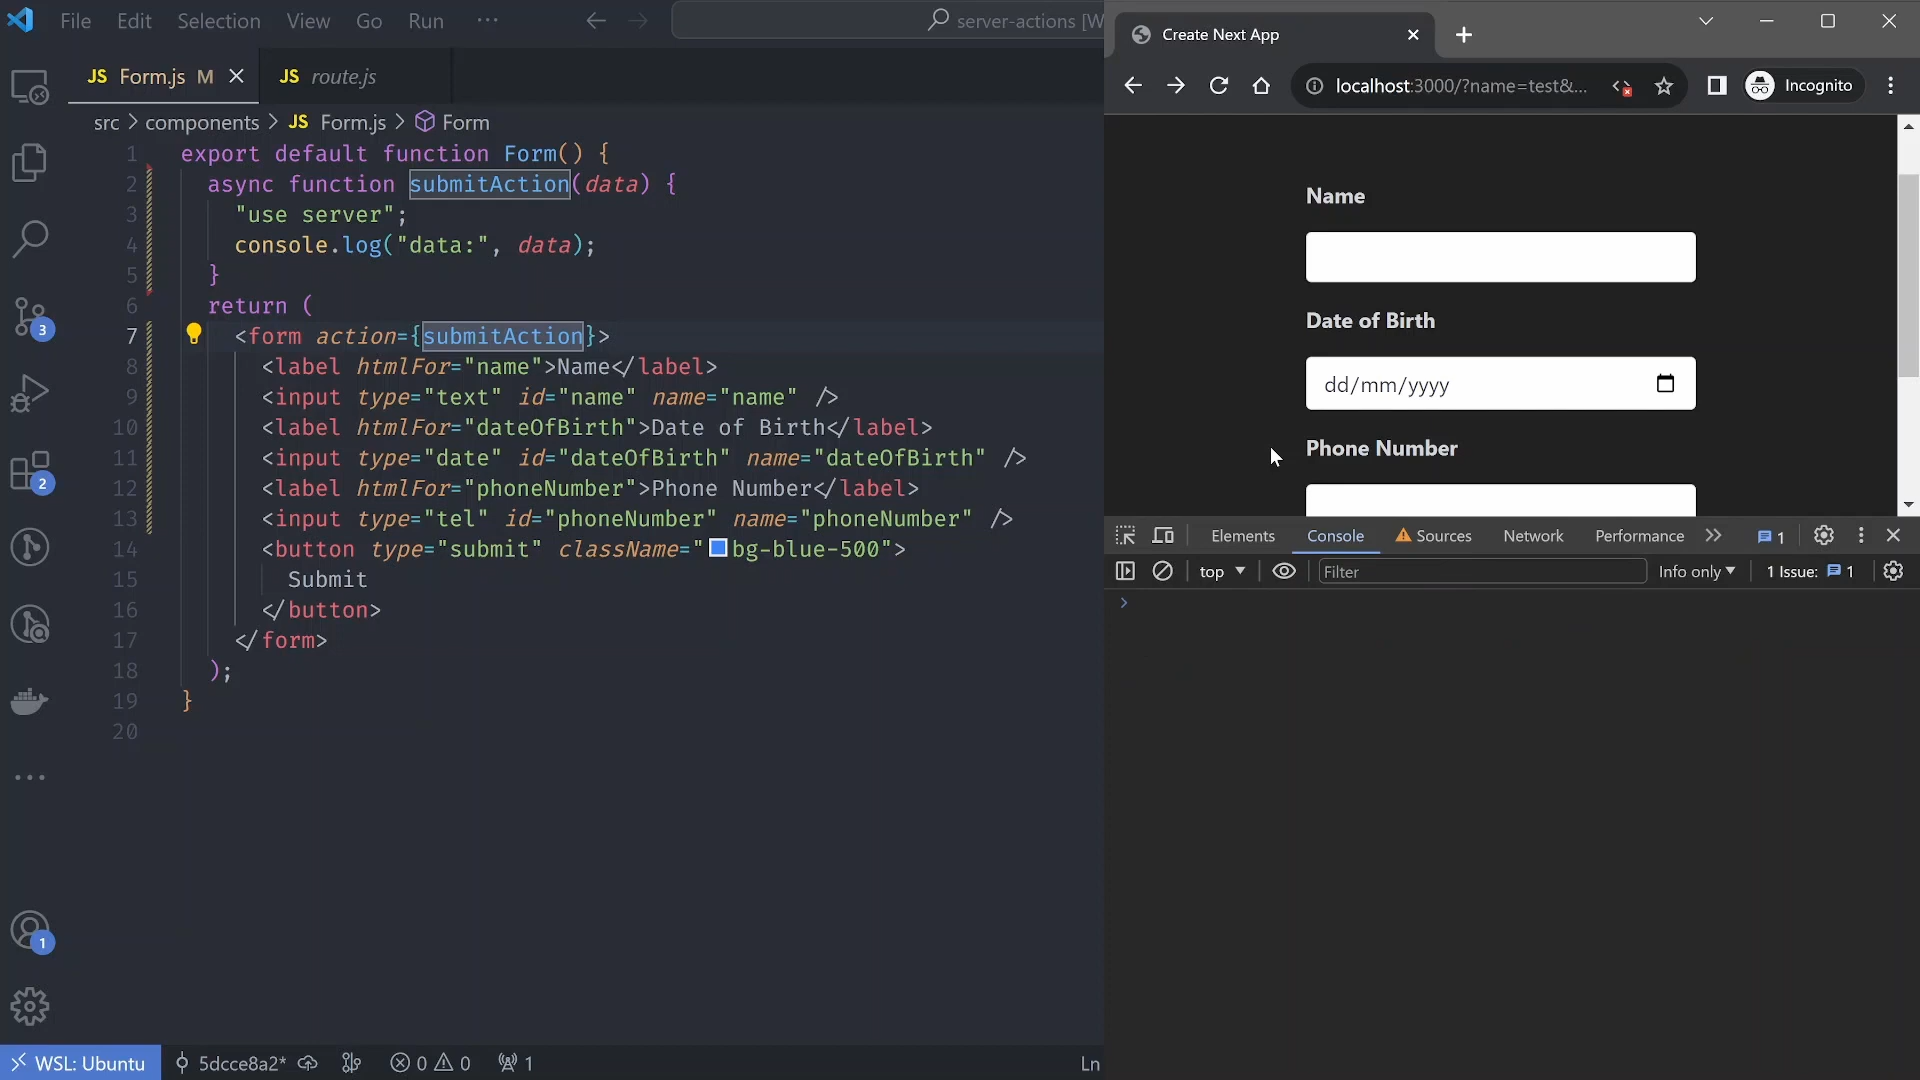 File Edit Selection View Go Run ··· server-actions [W
JS Form.js M JS route.js
src > components > JS Form.js > Form
1 export default function Form() {
2 async function submitAction(data) {
3 "use server";
4 console.log("data:", data);
5 }
6 return (
7 <form action={submitAction}>
8 <label htmlFor="name">Name</label>
9 <input type="text" id="name" name="name" />
10 <label htmlFor="dateOfBirth">Date of Birth</label>
11 <input type="date" id="dateOfBirth" name="dateOfBirth" />
12 <label htmlFor="phoneNumber">Phone Number</label>
13 <input type="tel" id="phoneNumber" name="phoneNumber" />
14 <button type="submit" className="bg-blue-500">
15 Submit
16 </button>
17 </form>
18 );
19 }
20
3
2
1
WSL: Ubuntu 5dcce8a2* 0 0 1 Ln
Create Next App
localhost:3000/?name=test&... Incognito
Name
Date of Birth
dd/mm/yyyy
Phone Number
Elements Console Sources Network Performance 1
top Filter Info only 1 Issue: 1